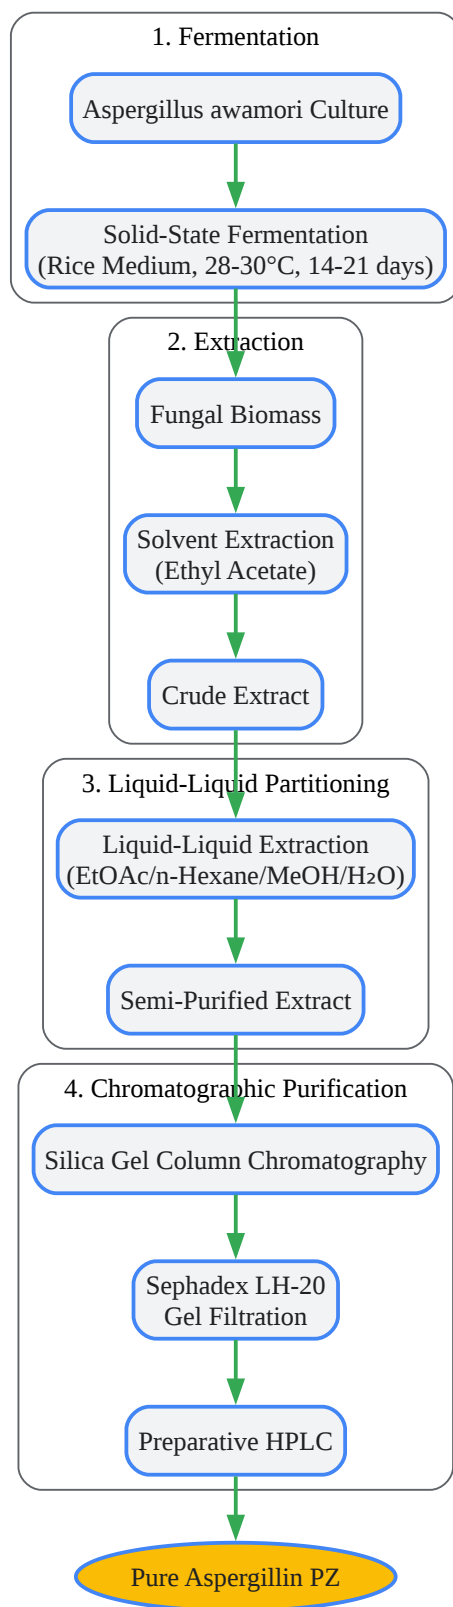 1. Fermentation
Aspergillus awamori Culture
Solid-State Fermentation
(Rice Medium, 28-30°C, 14-21 days)
2. Extraction
Fungal Biomass
Solvent Extraction
(Ethyl Acetate)
Crude Extract
3. Liquid-Liquid Partitioning
Liquid-Liquid Extraction
(EtOAc/n-Hexane/MeOH/H₂O)
Semi-Purified Extract
4. Chromatographic Purification
Silica Gel Column Chromatography
Sephadex LH-20
Gel Filtration
Preparative HPLC
Pure Aspergillin PZ